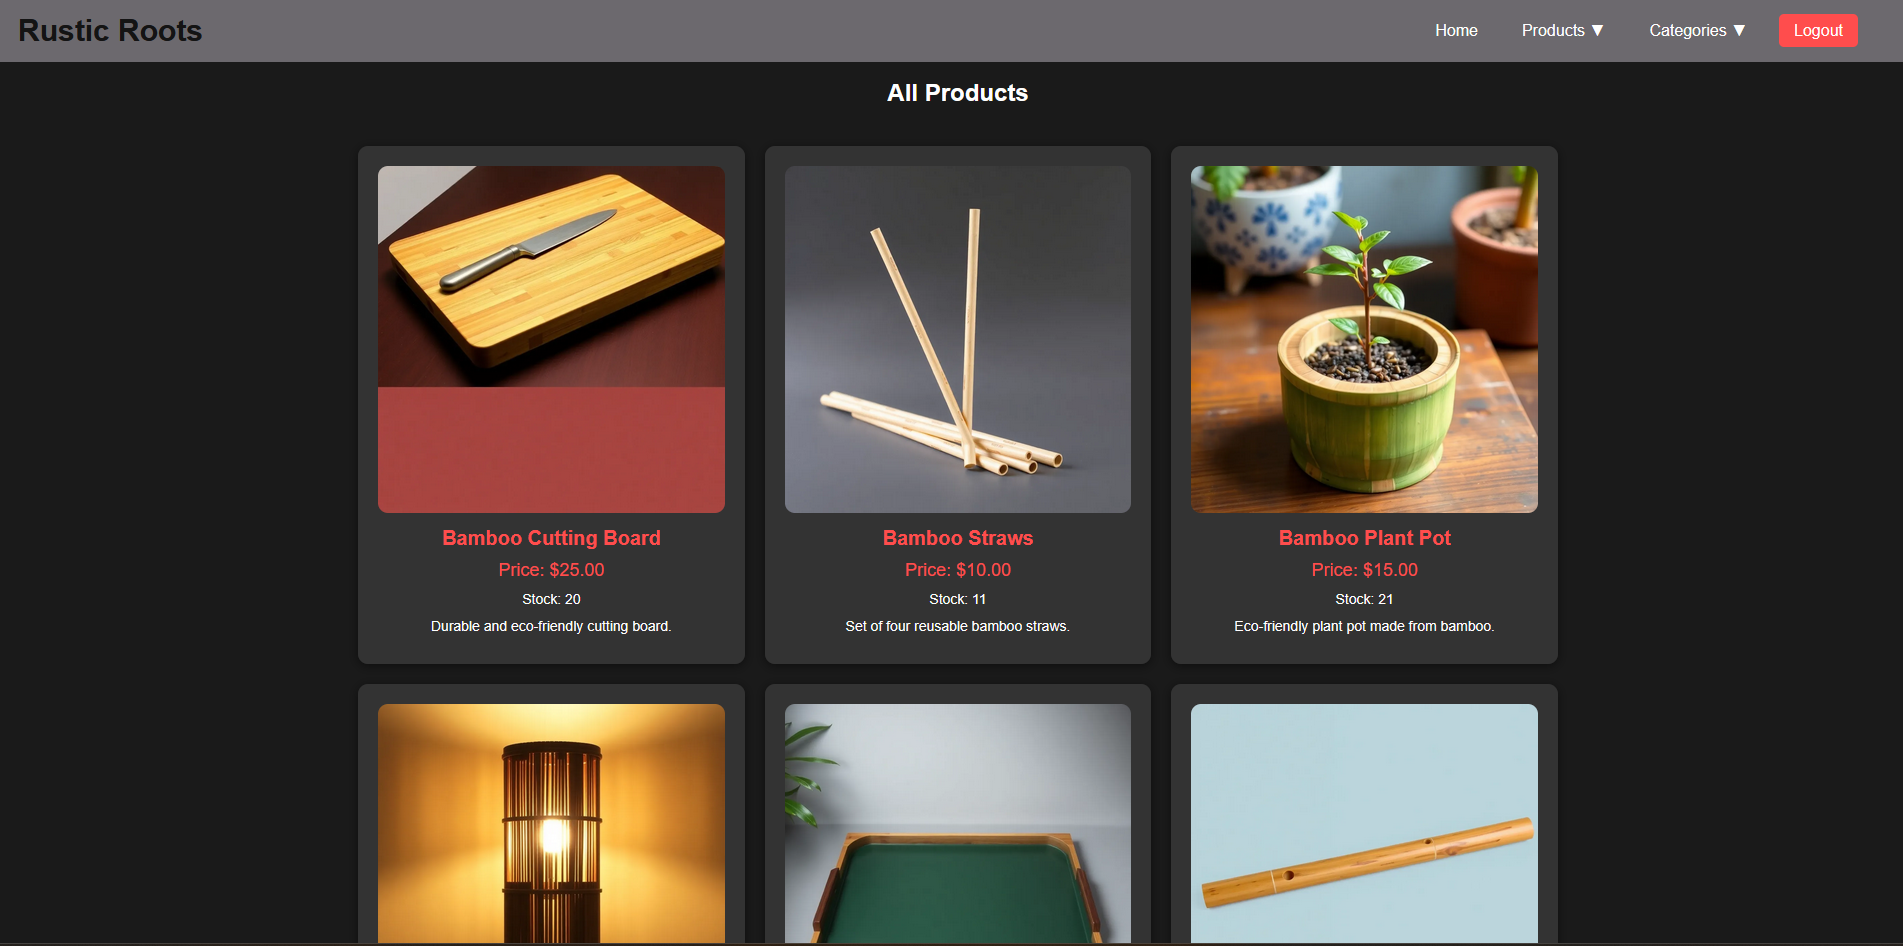 Rustic Roots
Home
Products ▼
Categories ▼
Logout
All Products
Bamboo Cutting Board
Price: $25.00
Stock: 20
Durable and eco-friendly cutting board.
Bamboo Straws
Price: $10.00
Stock: 11
Set of four reusable bamboo straws.
Bamboo Plant Pot
Price: $15.00
Stock: 21
Eco-friendly plant pot made from bamboo.